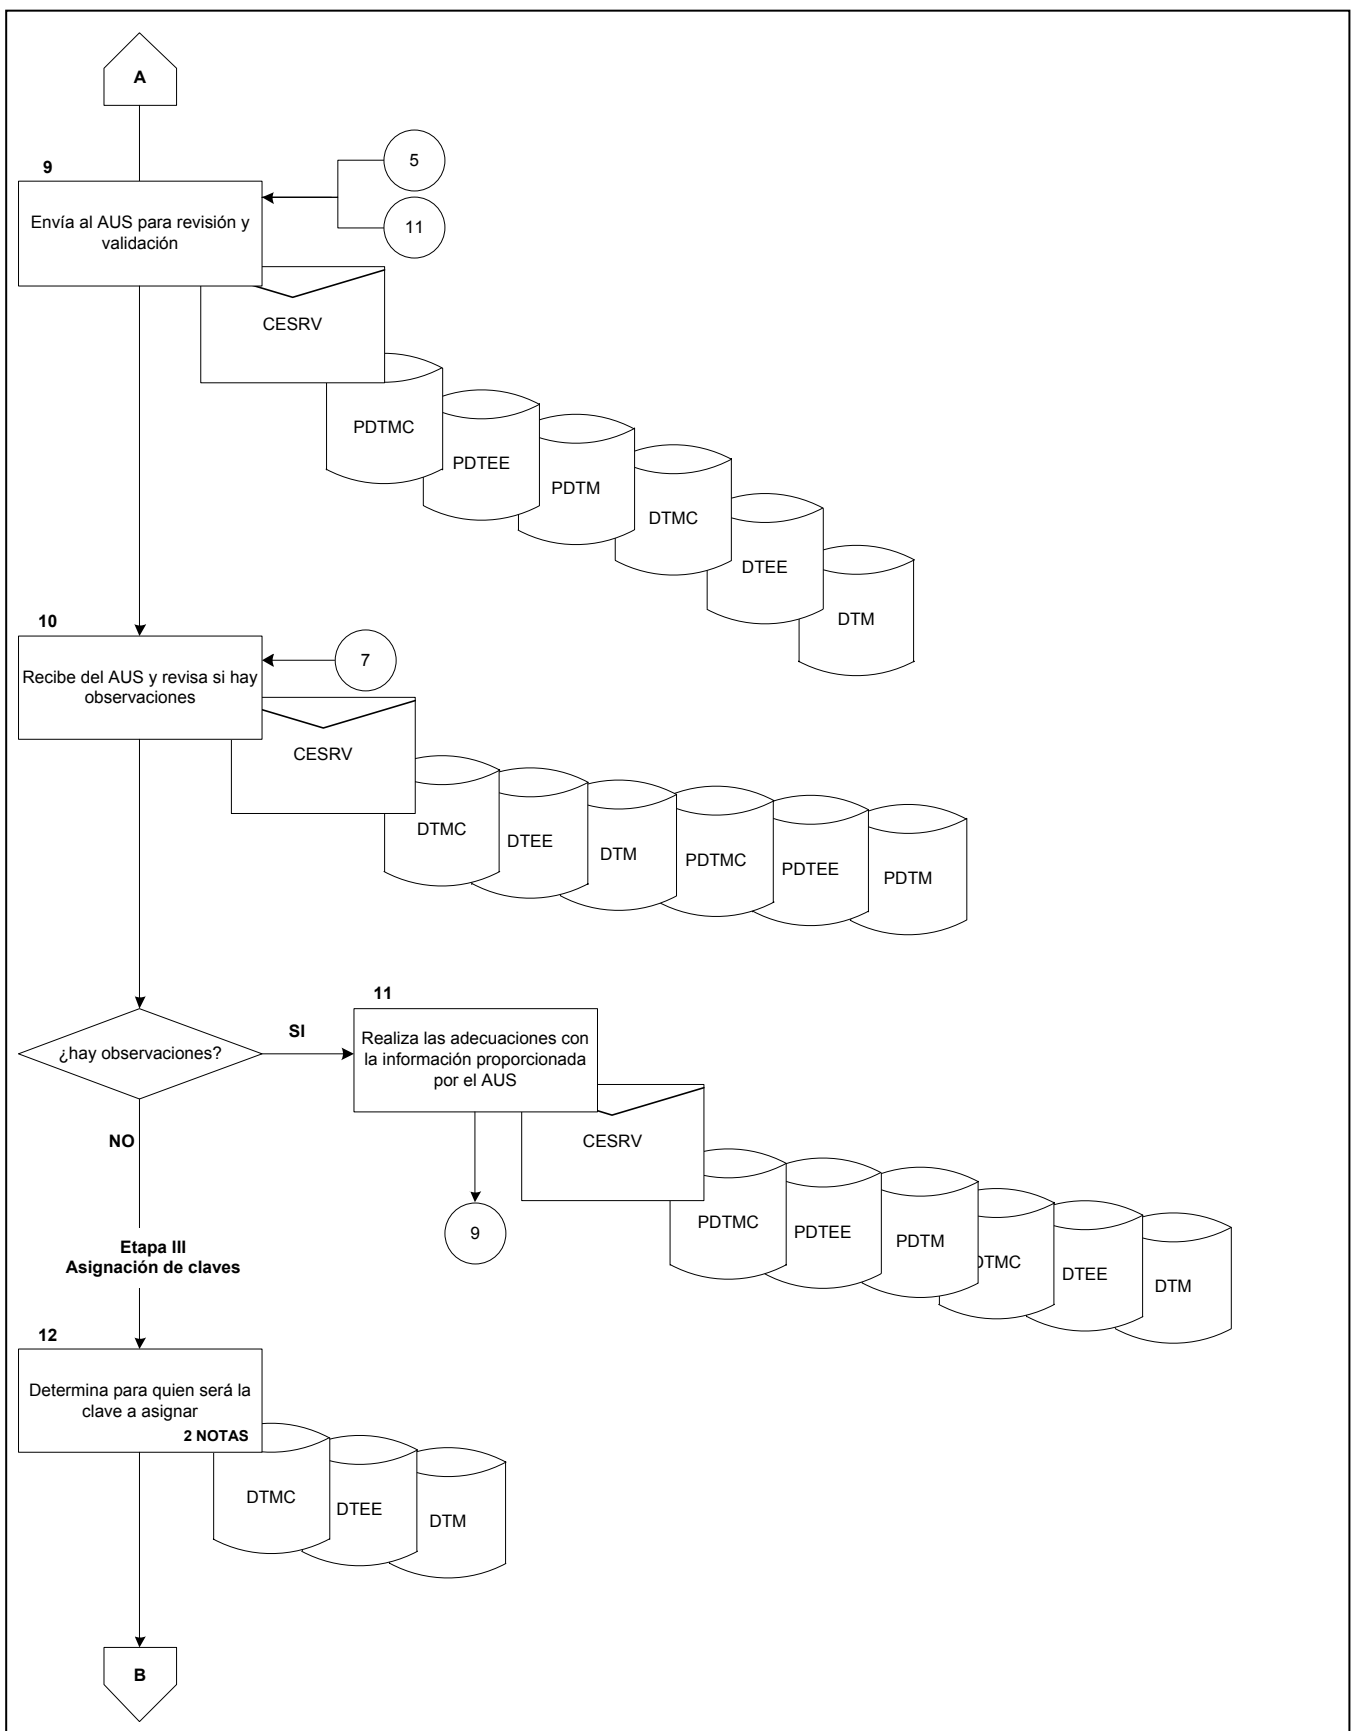 A
9
5
Envía al AUS para revisión y
validación
11
CESRV
PDTMC
PDTEE
PDTM
DTMC
DTEE
DTM
10
7
Recibe del AUS y revisa si hay
observaciones
CESRV
DTMC
DTEE
DTM
PDTMC
PDTEE
PDTM
¿hay observaciones?
SI
11
Realiza las adecuaciones con
la información proporcionada
por el AUS
CESRV
PDTMC
PDTEE
PDTM
DTMC
DTEE
DTM
9
NO
Etapa III
Asignación de claves
12
Determina para quien será la
clave a asignar
2 NOTAS
DTMC
DTEE
DTM
B